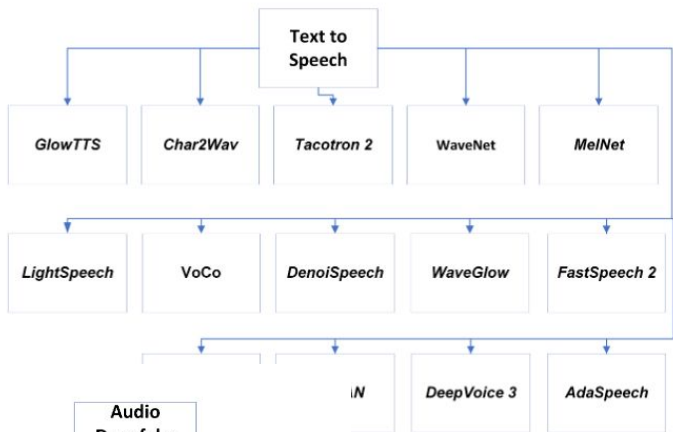 Text to
Speech
GlowTTS
Char2Wav
Tacotron 2
WaveNet
MelNet
LightSpeech
VoCo
DenoiSpeech
WaveGlow
FastSpeech 2
DeepVoice 3
AdaSpeech
Audio